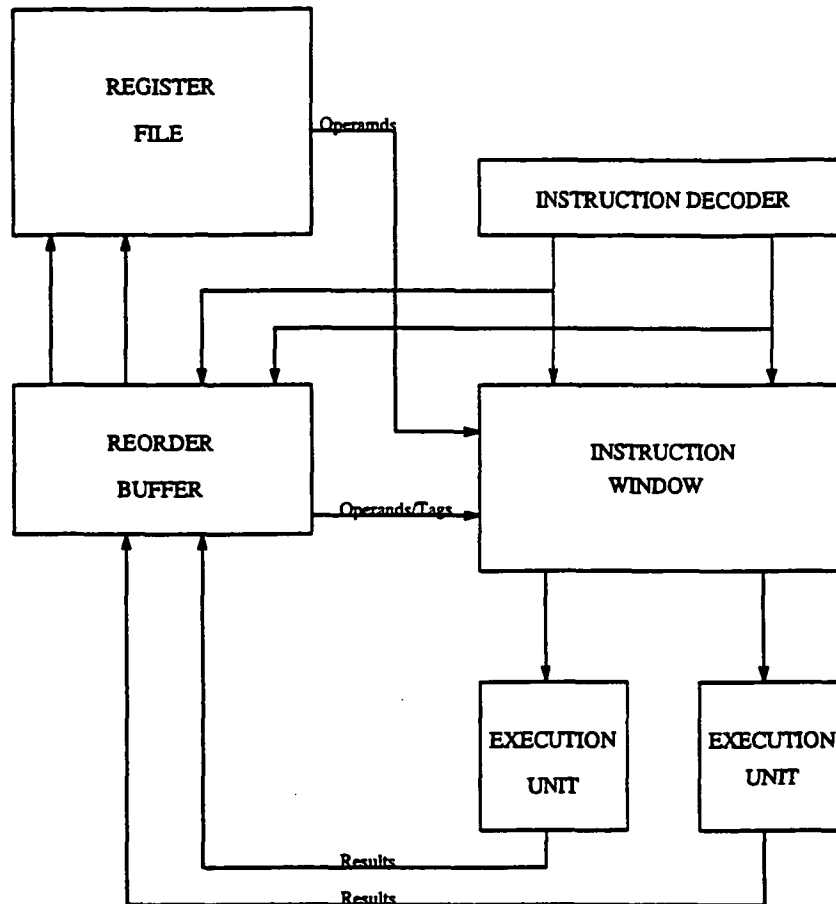 REGISTER
FILE
Operamds
INSTRUCTION DECODER
REORDER
BUFFER
INSTRUCTION
WINDOW
Operands/Tags
EXECUTION
UNIT
EXECUTION
UNIT
Results
Results